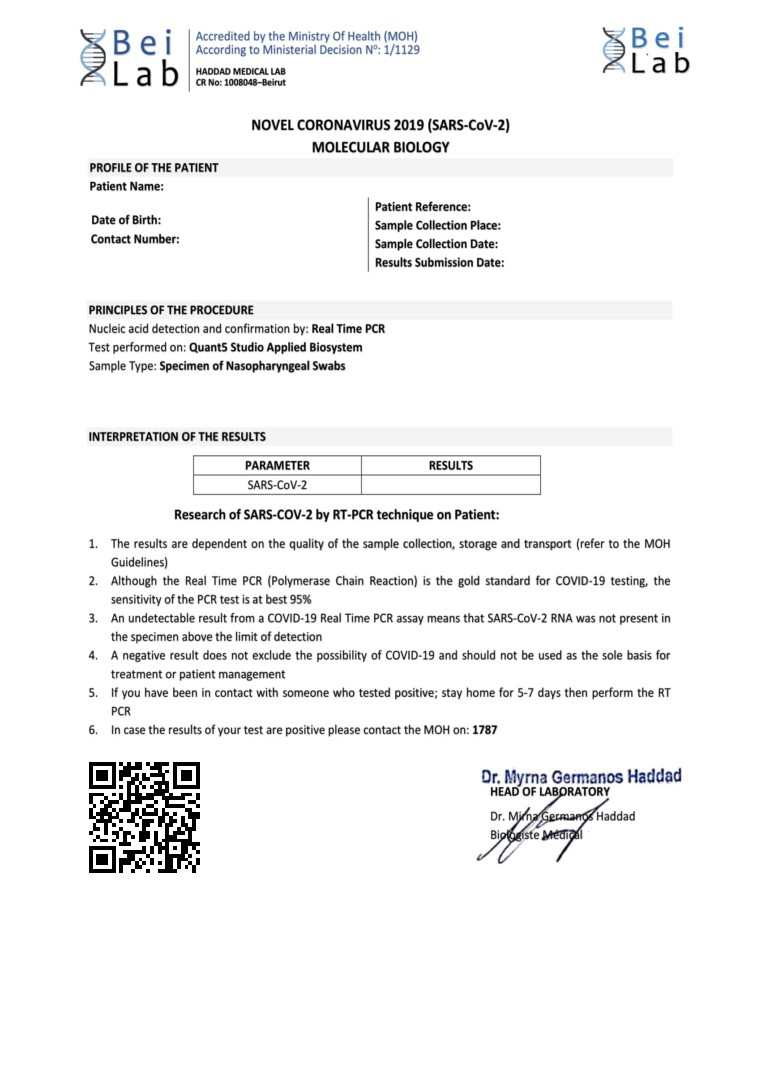 Bei
Lab
Accredited by the Ministry Of Health (MOH)
According to Ministerial Decision Nº: 1/1129
HADDAD MEDICAL LAB
CR No: 1008048–Beirut
Bei
Lab
NOVEL CORONAVIRUS 2019 (SARS-CoV-2)
MOLECULAR BIOLOGY
PROFILE OF THE PATIENT
Patient Name:
Date of Birth:
Contact Number:
Patient Reference:
Sample Collection Place:
Sample Collection Date:
Results Submission Date:
PRINCIPLES OF THE PROCEDURE
Nucleic acid detection and confirmation by: Real Time PCR
Test performed on: Quant5 Studio Applied Biosystem
Sample Type: Specimen of Nasopharyngeal Swabs
INTERPRETATION OF THE RESULTS
PARAMETER RESULTS
SARS-CoV-2
Research of SARS-COV-2 by RT-PCR technique on Patient:
1. The results are dependent on the quality of the sample collection, storage and transport (refer to the MOH
Guidelines)
2. Although the Real Time PCR (Polymerase Chain Reaction) is the gold standard for COVID-19 testing, the
sensitivity of the PCR test is at best 95%
3. An undetectable result from a COVID-19 Real Time PCR assay means that SARS-CoV-2 RNA was not present in
the specimen above the limit of detection
4. A negative result does not exclude the possibility of COVID-19 and should not be used as the sole basis for
treatment or patient management
5. If you have been in contact with someone who tested positive; stay home for 5-7 days then perform the RT
PCR
6. In case the results of your test are positive please contact the MOH on: 1787
Dr. Myrna Germanos Haddad
HEAD OF LABORATORY
Dr. Mirna Germanos Haddad
Biologiste Médical